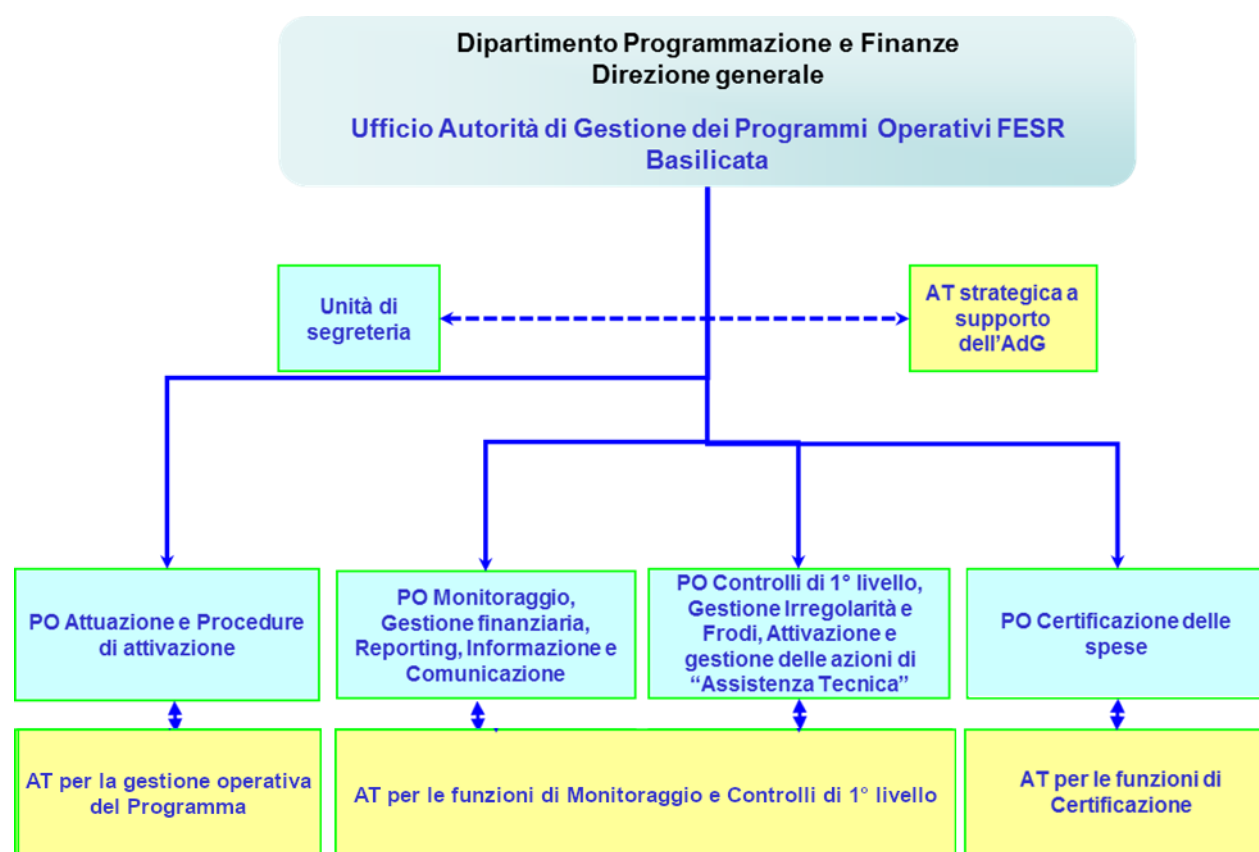 Dipartimento Programmazione e Finanze
Direzione generale
Ufficio Autorità di Gestione dei Programmi Operativi FESR
Basilicata
Unità di
segreteria
AT strategica a
supporto
dell'AdG
PO Attuazione e Procedure
di attivazione
PO Monitoraggio,
Gestione finanziaria,
Reporting, Informazione e
Comunicazione
PO Controlli di 1° livello,
Gestione Irregolarità e
Frodi, Attivazione e
gestione delle azioni di
“Assistenza Tecnica”
PO Certificazione delle
spese
AT per la gestione operativa
del Programma
AT per le funzioni di Monitoraggio e Controlli di 1° livello
AT per le funzioni di
Certificazione